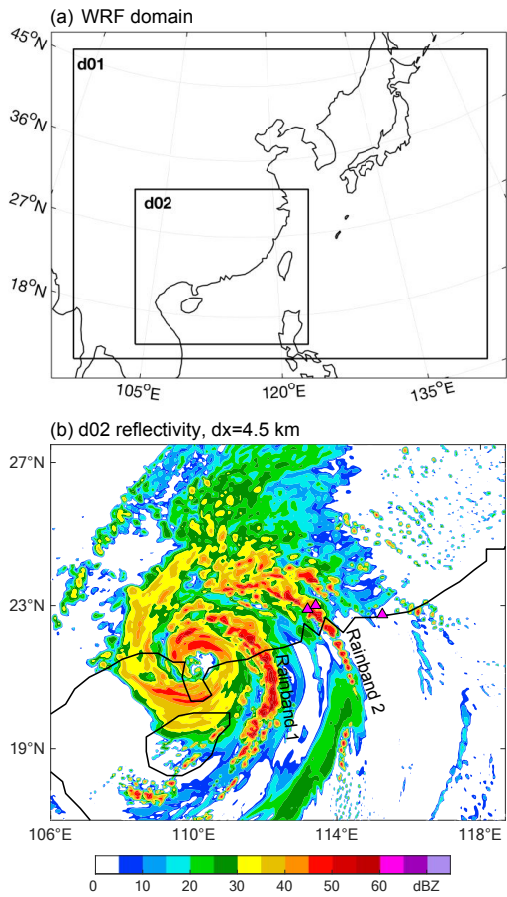 (a) WRF domain
45°N
36°N
27°N
18°N
d01
d02
105°E 120°E 135°E
(b) d02 reflectivity, dx=4.5 km
27°N
23°N
19°N
Rainband 1
Rainband 2
106°E 110°E 114°E 118°E
0 10 20 30 40 50 60 dBZ